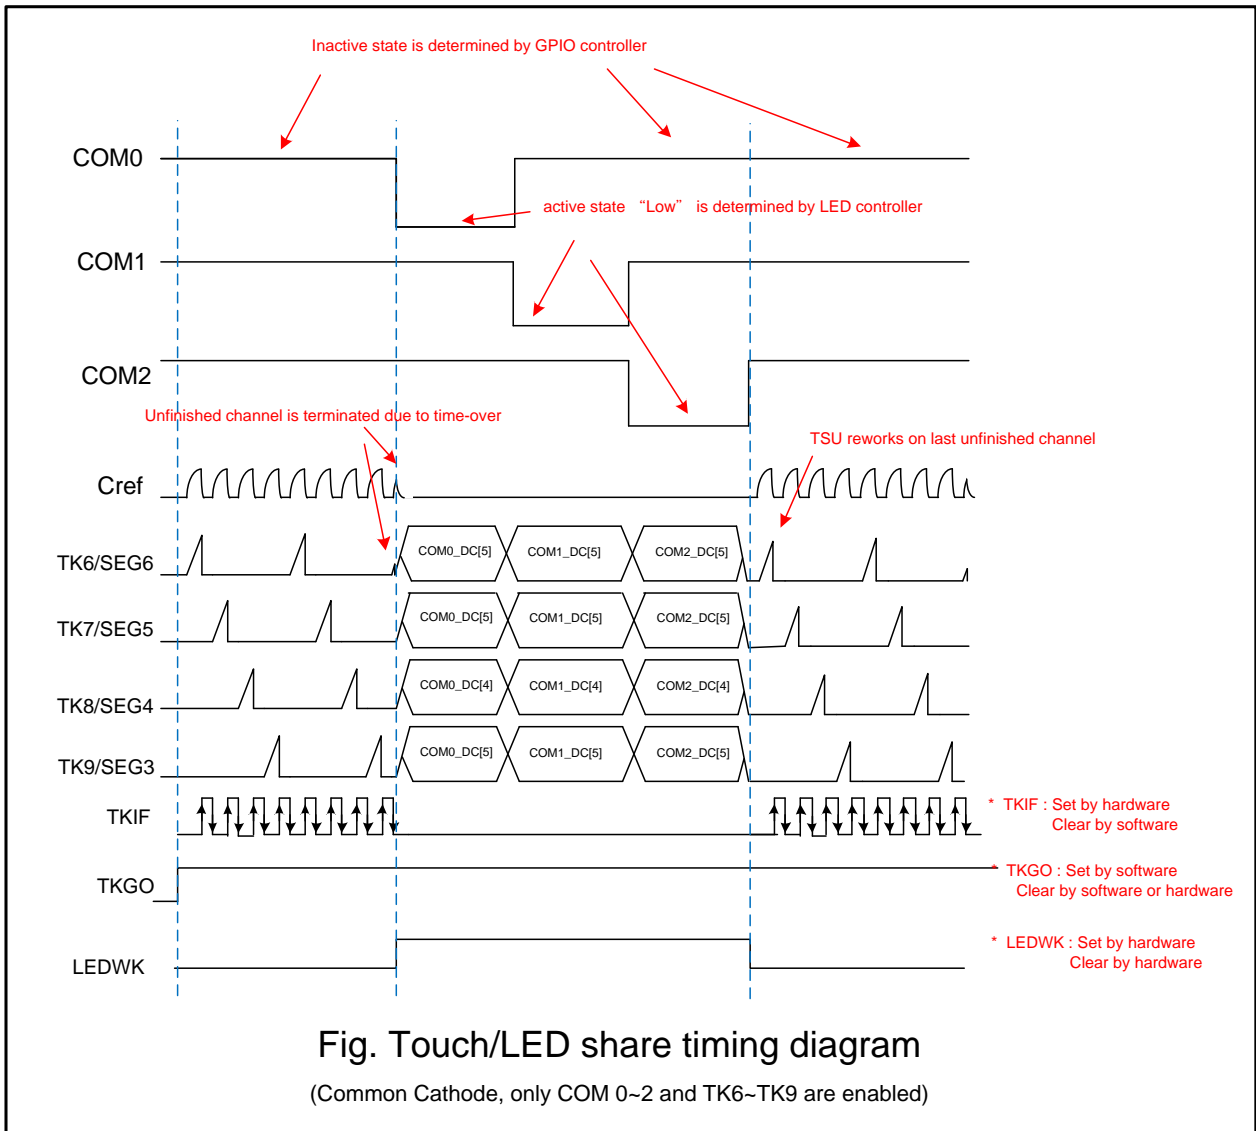 Inactive state is determined by GPIO controller
COM0
active state “Low” is determined by LED controller
COM1
COM2
Unfinished channel is terminated due to time-over
TSU reworks on last unfinished channel
Cref
TK6/SEG6
COM0_DC[5]
COM1_DC[5]
COM2_DC[5]
TK7/SEG5
COM0_DC[5]
COM1_DC[5]
COM2_DC[5]
TK8/SEG4
COM0_DC[4]
COM1_DC[4]
COM2_DC[4]
TK9/SEG3
COM0_DC[5]
COM1_DC[5]
COM2_DC[5]
TKIF
* TKIF : Set by hardware
Clear by software
TKGO
* TKGO : Set by software
Clear by software or hardware
LEDWK
* LEDWK : Set by hardware
Clear by hardware
Fig. Touch/LED share timing diagram
(Common Cathode, only COM 0~2 and TK6~TK9 are enabled)